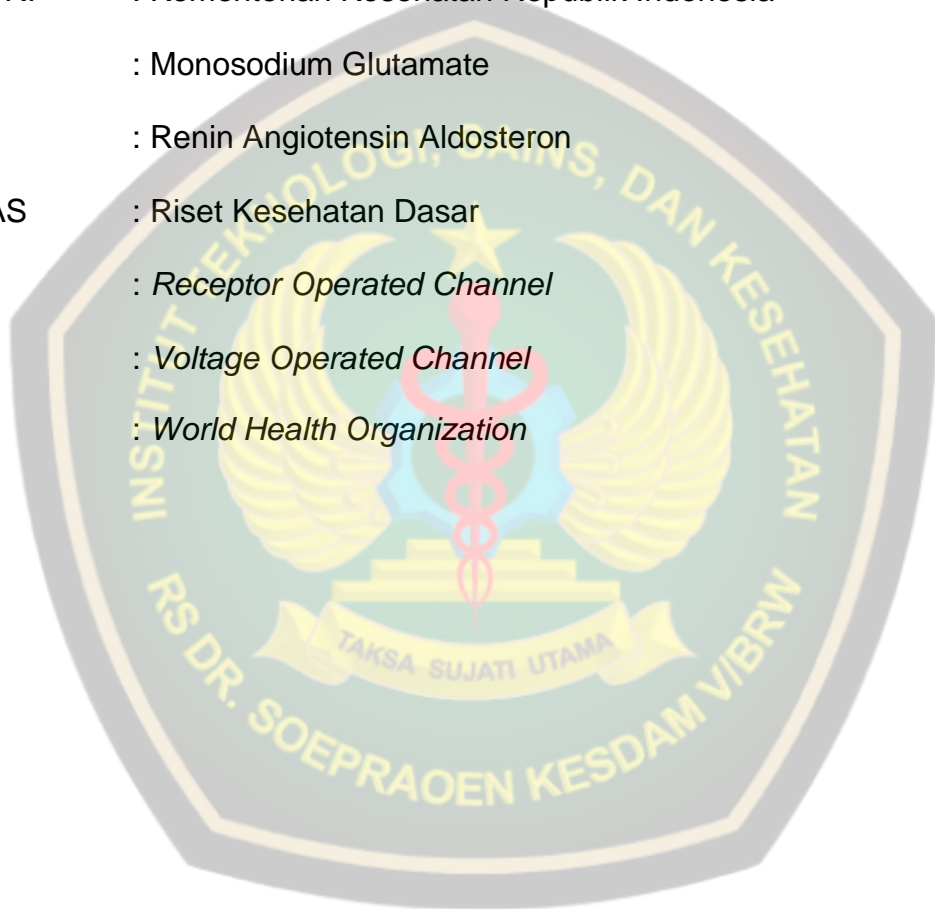 : Kementerian Kesehatan Republik Indonesia
: Monosodium Glutamate
: Renin Angiotensin Aldosteron
AS : Riset Kesehatan Dasar
: Receptor Operated Channel
: Voltage Operated Channel
: World Health Organization
INSTITUT TEKNOLOGI, SAINS, DAN KESEHATAN
TAKSA SUJATI UTAMA
RS DR. SOEPRAOEN KESDAM V/BRW